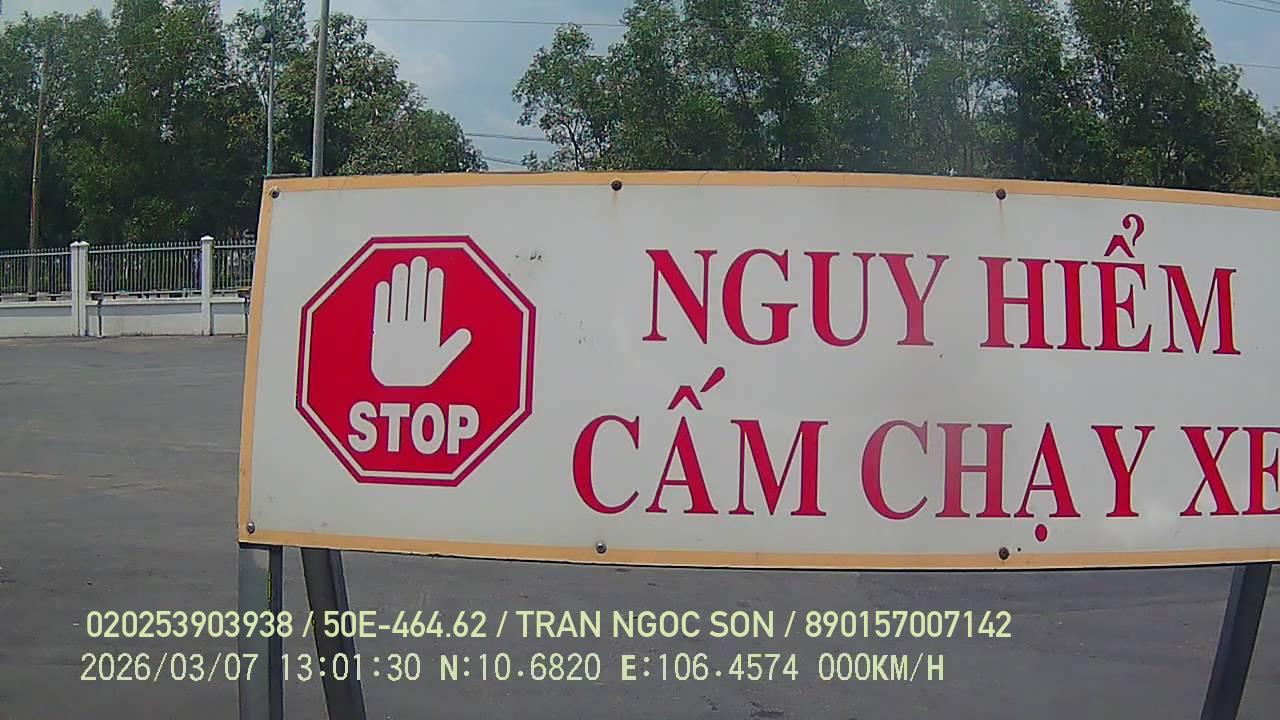 STOP
NGUY HIỂM
CẤM CHẠY XE
020253903938 / 50E-464.62 / TRAN NGOC SON / 890157007142
2026/03/07 13:01:30 N:10.6820 E:106.4574 000KM/H